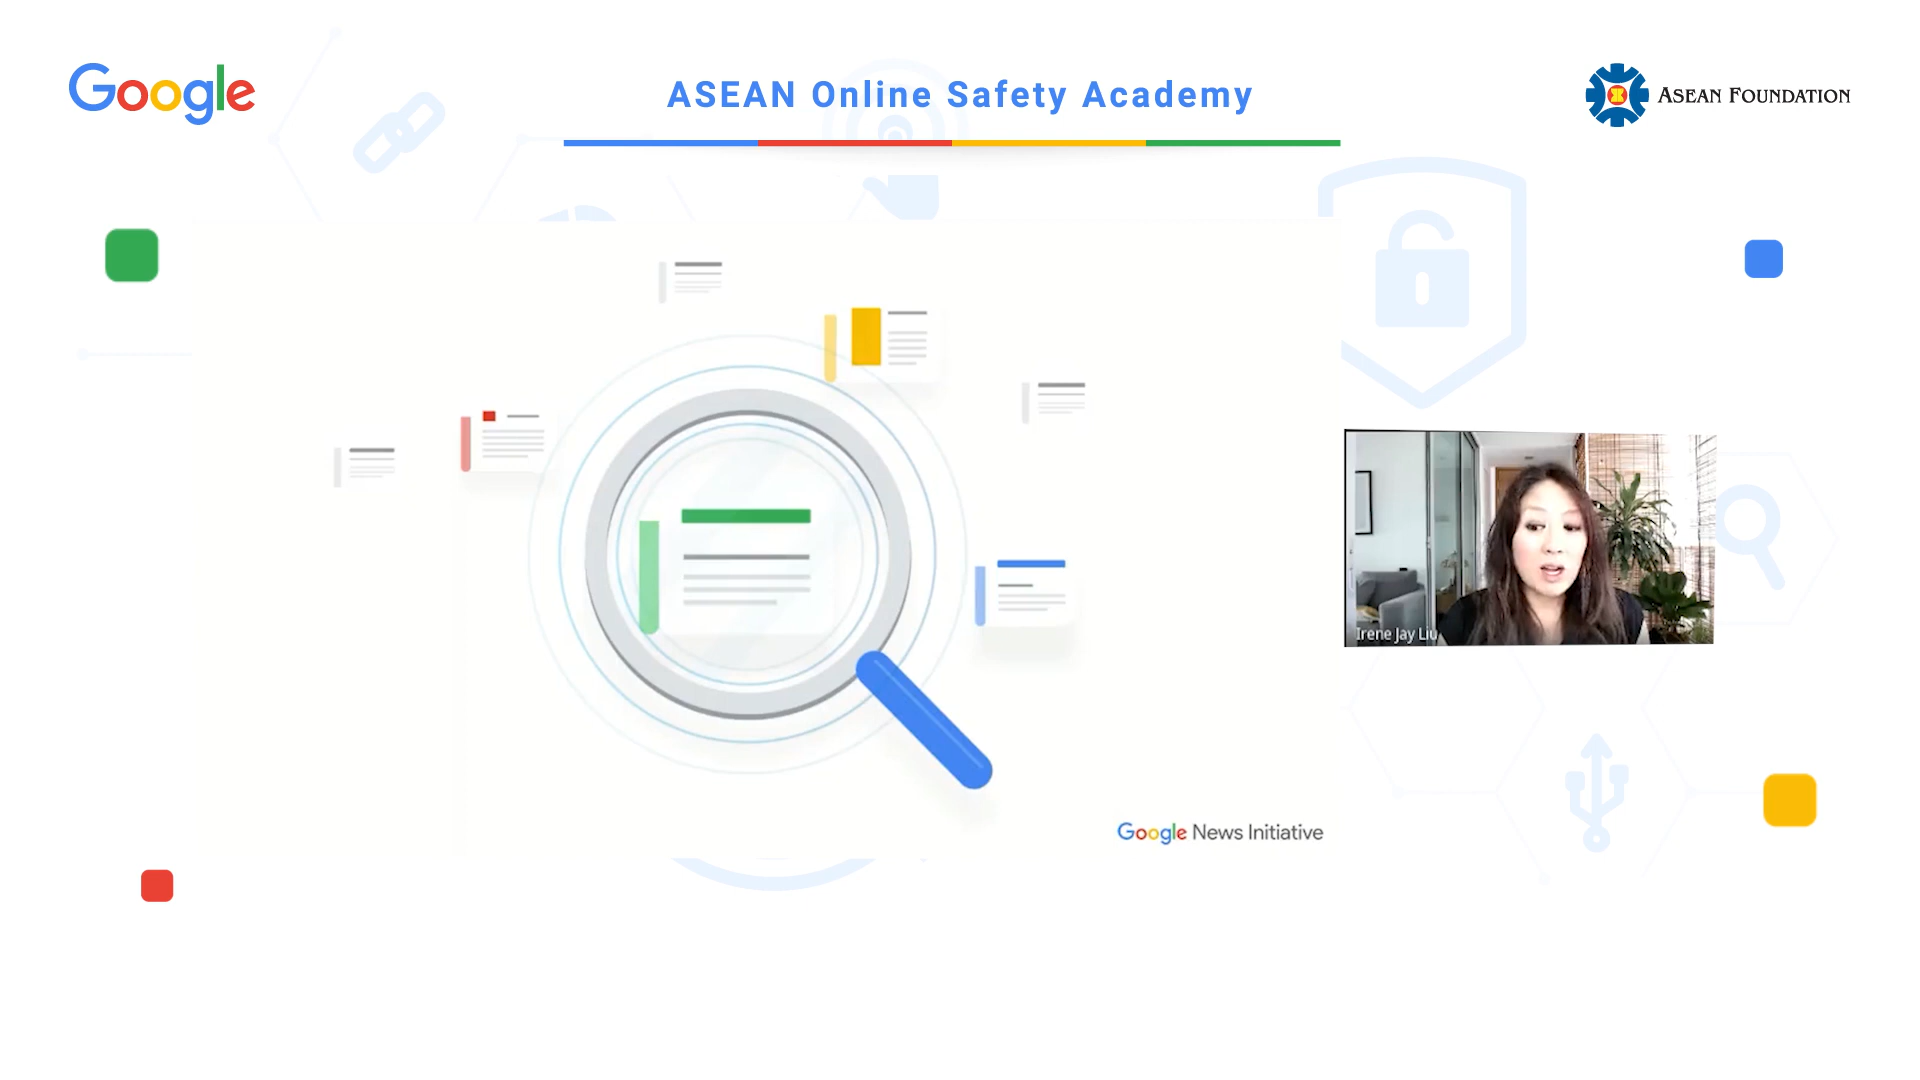 Google
ASEAN Online Safety Academy
ASEAN FOUNDATION
Irene Jay Liu
Google News Initiative